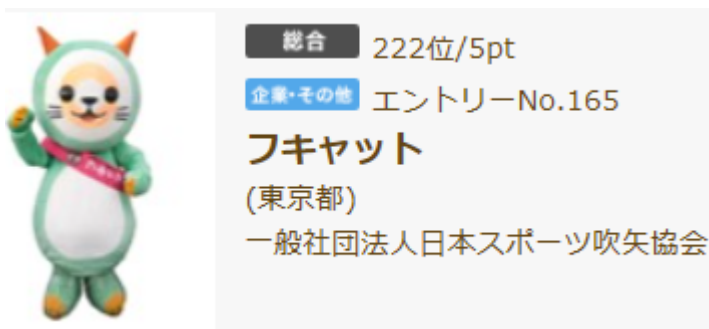 総合 222位/5pt
企業・その他 エントリーNo.165
フキャット
(東京都)
一般社団法人日本スポーツ吹矢協会